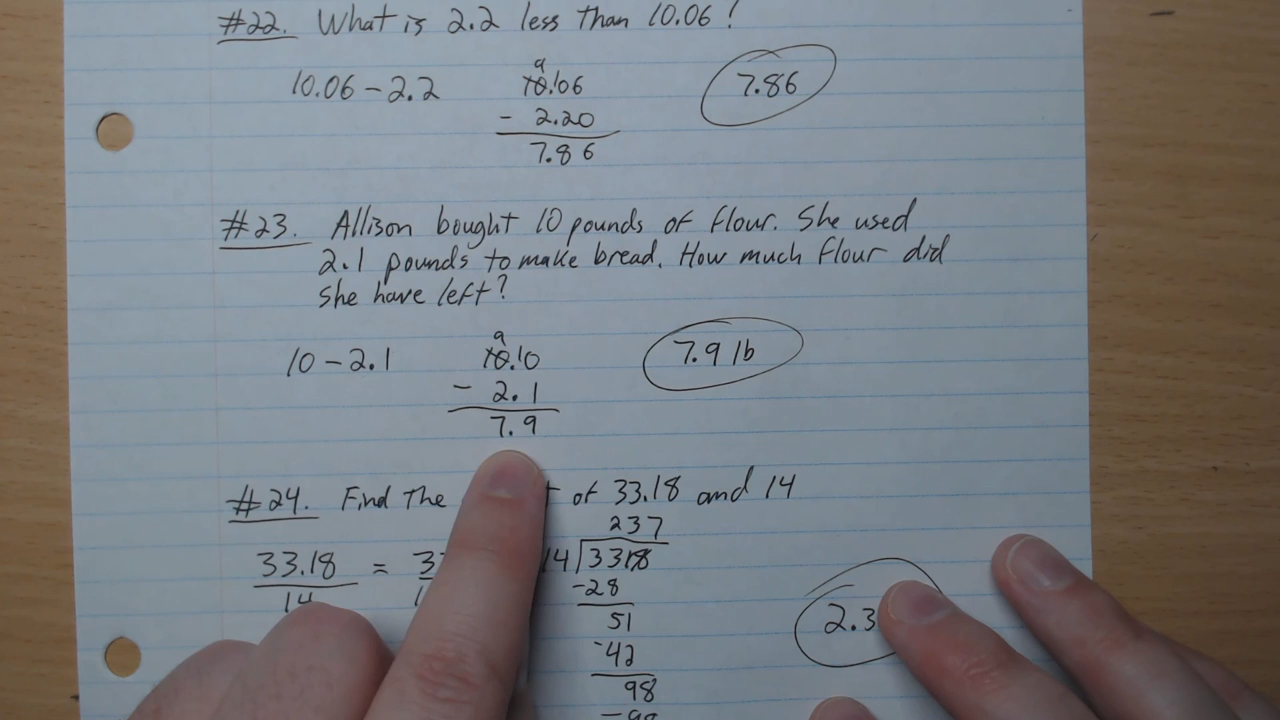 #22. What is 2.2 less than 10.06?
10.06 - 2.2
9
10.106
- 2.20
7.86
7.86
#23. Allison bought 10 pounds of flour. She used
2.1 pounds to make bread. How much flour did
she have left?
10 - 2.1
9
10.10
- 2.1
7.9
7.9 lb
#24. Find The of 33.18 and 14
33.18
14
=
237
14 3318
-28
51
-42
98
2.3